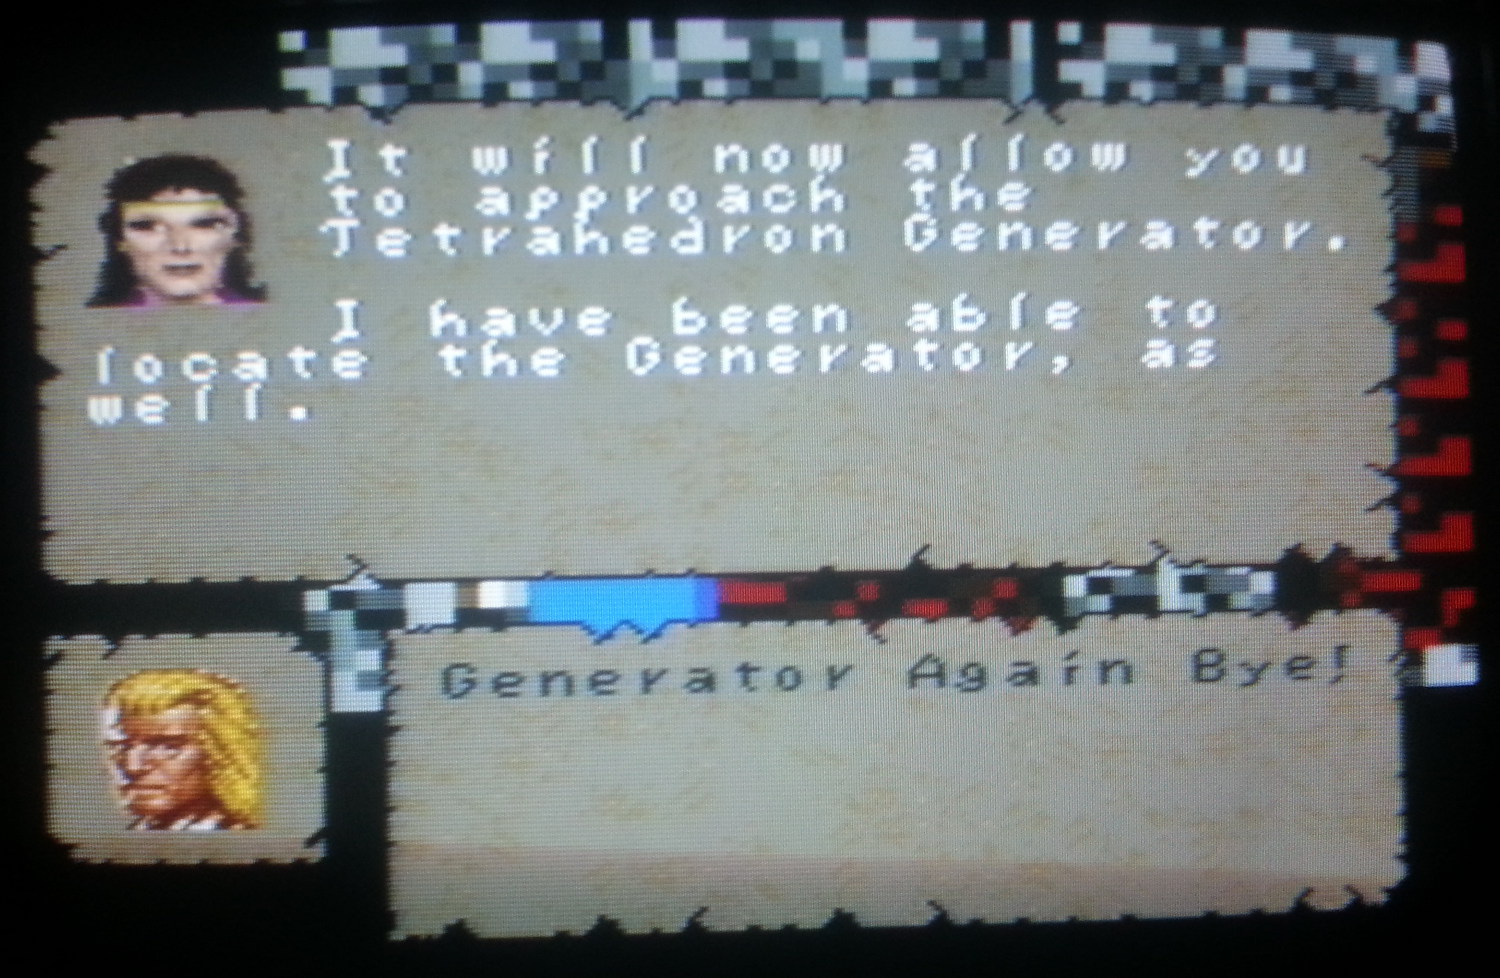 It will now allow you
to approach the
Tetrahedron Generator.
I have been able to
locate the Generator, as
well.
Generator Again Bye!